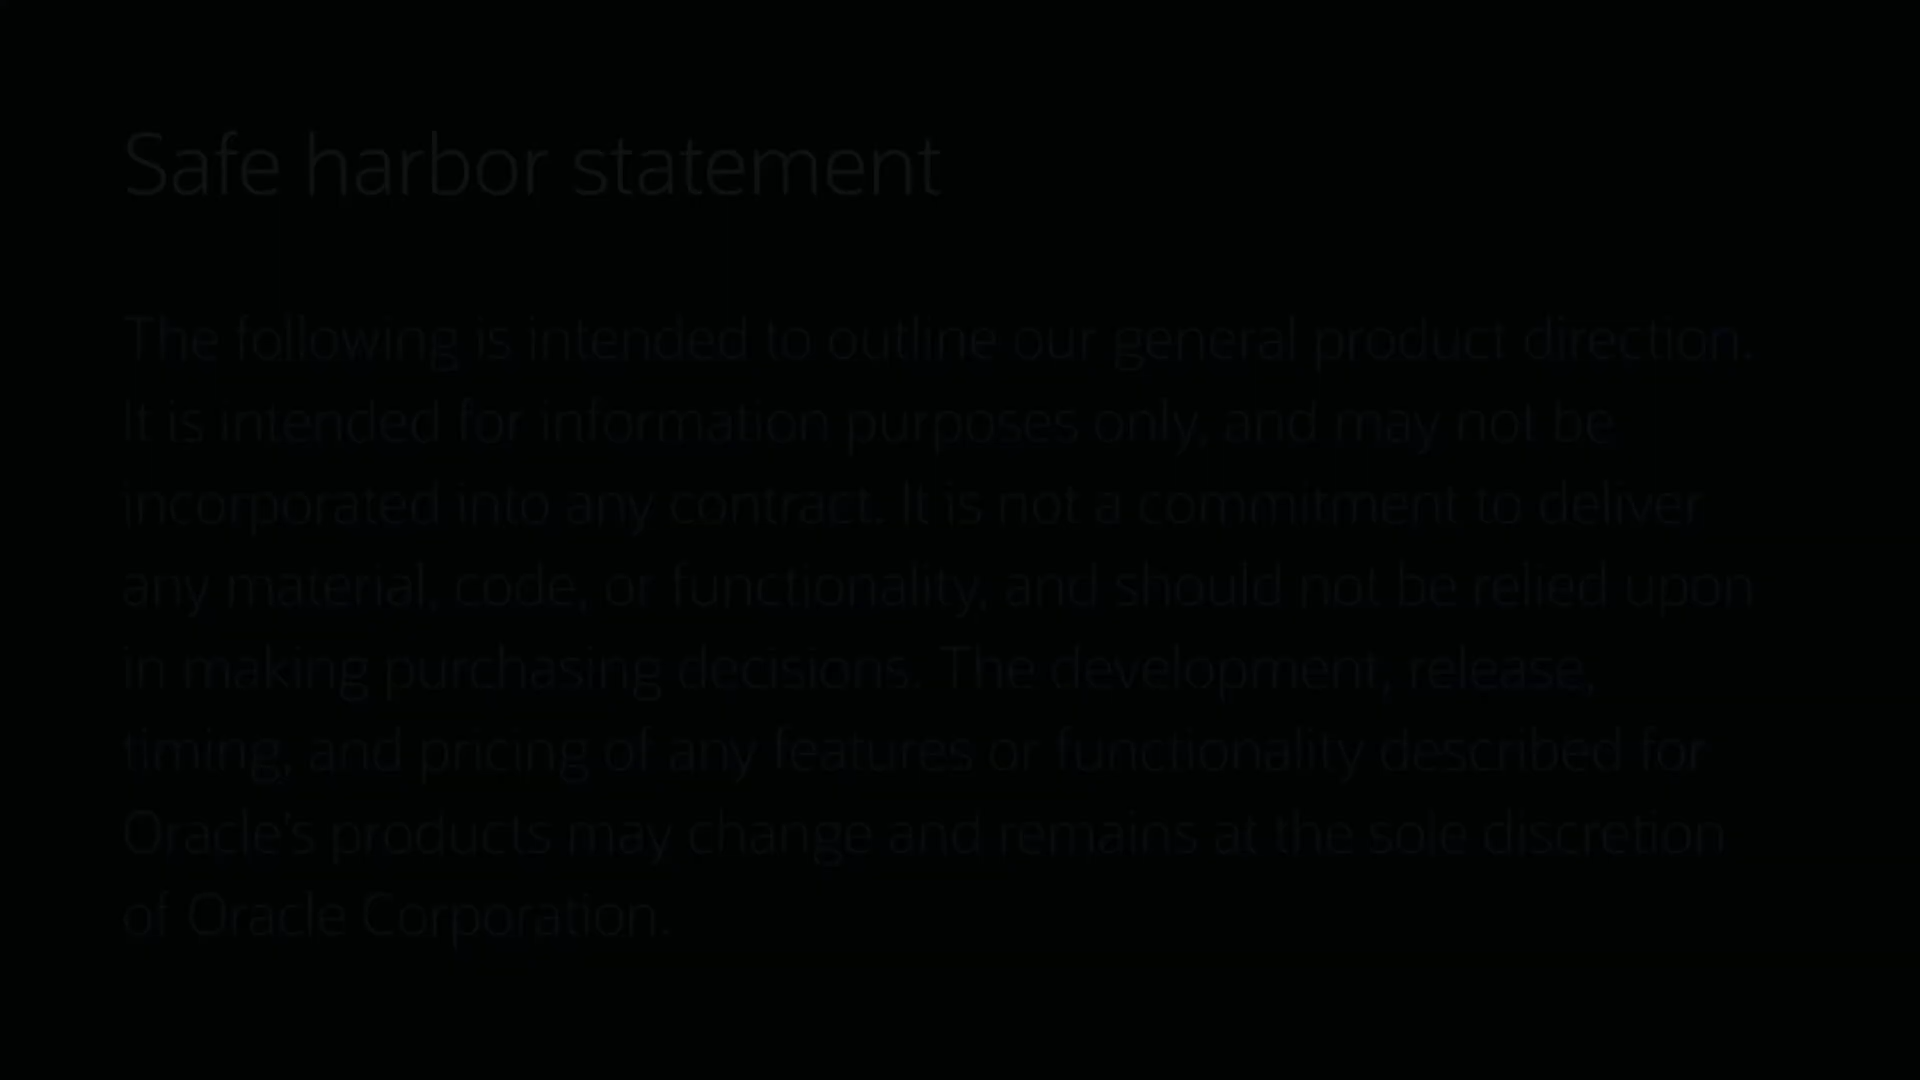 Safe harbor statement
The following is intended to outline our general product direction.
It is intended for information purposes only, and may not be
incorporated into any contract. It is not a commitment to deliver
any material, code, or functionality, and should not be relied upon
in making purchasing decisions. The development, release,
timing, and pricing of any features or functionality described for
Oracle's products may change and remains at the sole discretion
of Oracle Corporation.